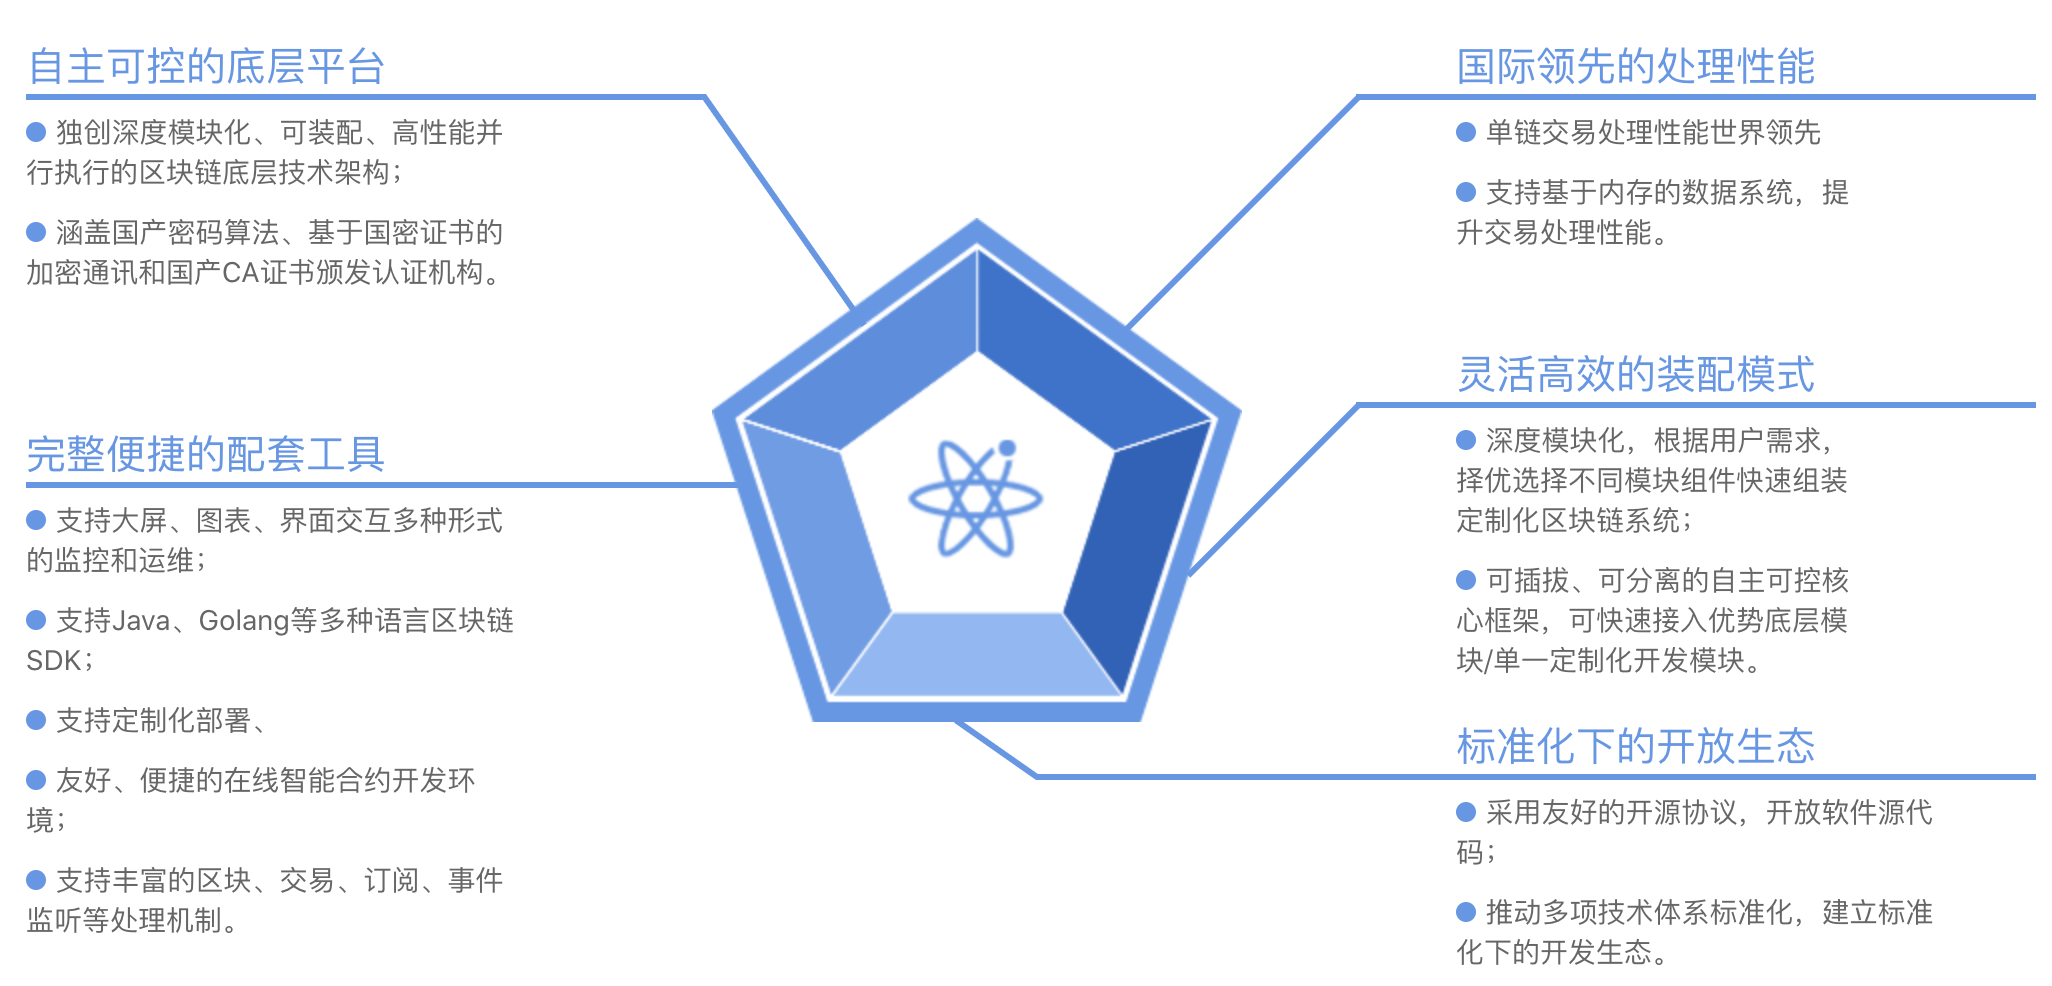 自主可控的底层平台
独创深度模块化、可装配、高性能并
行执行的区块链底层技术架构；
涵盖国产密码算法、基于国密证书的
加密通讯和国产CA证书颁发认证机构。
完整便捷的配套工具
支持大屏、图表、界面交互多种形式
的监控和运维；
支持Java、Golang等多种语言区块链
SDK；
支持定制化部署、
友好、便捷的在线智能合约开发环
境；
支持丰富的区块、交易、订阅、事件
监听等处理机制。
国际领先的处理性能
单链交易处理性能世界领先
支持基于内存的数据系统，提
升交易处理性能。
灵活高效的装配模式
深度模块化，根据用户需求，
择优选择不同模块组件快速组装
定制化区块链系统；
可插拔、可分离的自主可控核
心框架，可快速接入优势底层模
块/单一定制化开发模块。
标准化下的开放生态
采用友好的开源协议，开放软件源代
码；
推动多项技术体系标准化，建立标准
化下的开发生态。